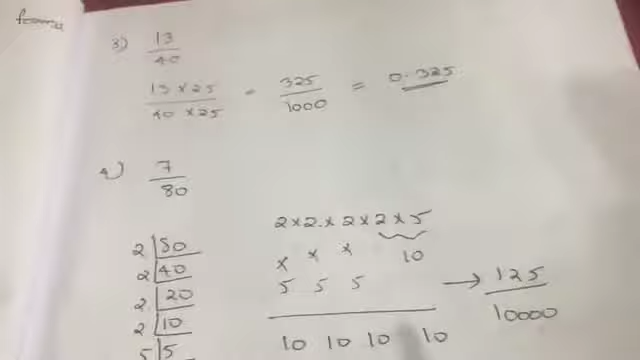 3) 13/40
13 × 25 / 40 × 25 = 325/1000 = 0.325
4) 7/80
2 | 80
2 | 40
2 | 20
2 | 10
5 | 5
2 × 2 × 2 × 2 × 5
× × × 10
5 5 5 → 125/10000
10 10 10 10